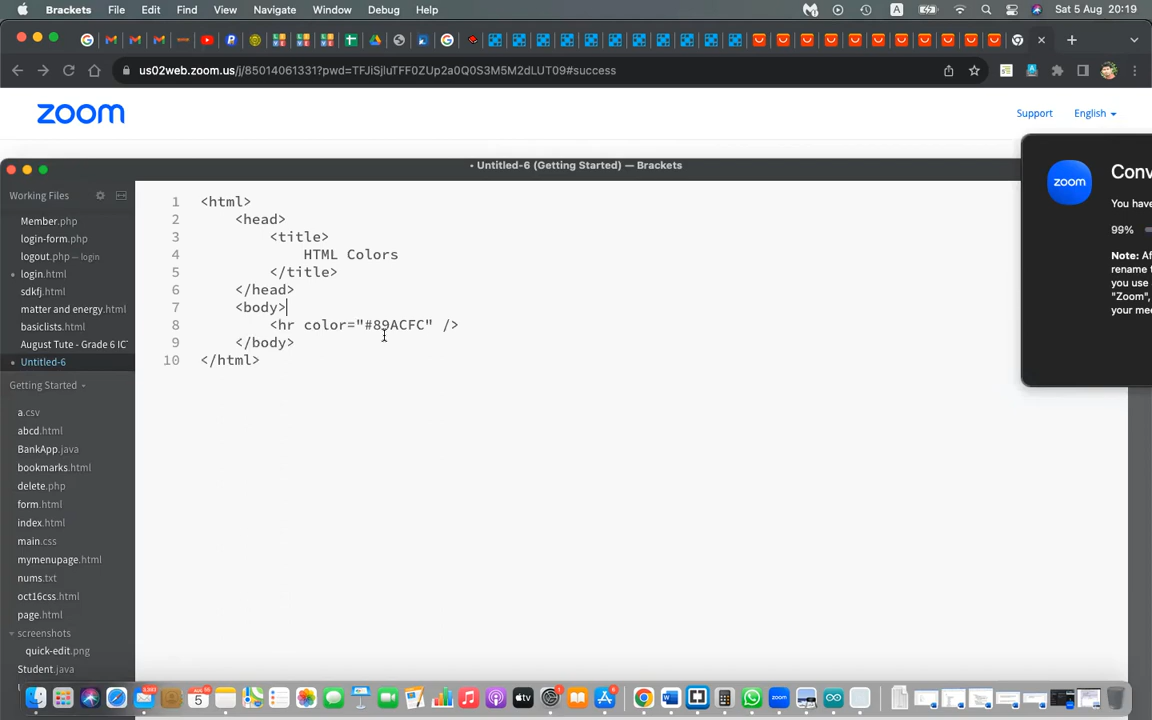 Brackets File Edit Find View Navigate Window Debug Help A Sat 5 Aug 20:19
us02web.zoom.us/j/85014061331?pwd=TFJiSjluTFF0ZUp2a0Q0S3M5M2dLUT09#success
zoom Support English
• Untitled-6 (Getting Started) — Brackets
Working Files
Member.php
login-form.php
logout.php — login
login.html
sdkfj.html
matter and energy.html
basiclists.html
August Tute - Grade 6 IC
Untitled-6
Getting Started
a.csv
abcd.html
BankApp.java
bookmarks.html
delete.php
form.html
index.html
main.css
mymenupage.html
nums.txt
oct16css.html
page.html
screenshots
quick-edit.png
Student.java
1 <html>
2 <head>
3 <title>
4 HTML Colors
5 </title>
6 </head>
7 <body>
8 <hr color="#89ACFC" />
9 </body>
10 </html>
zoom
Conv
You have
99%
Note: Af
rename t
you use
"Zoom",
your mee
zoom